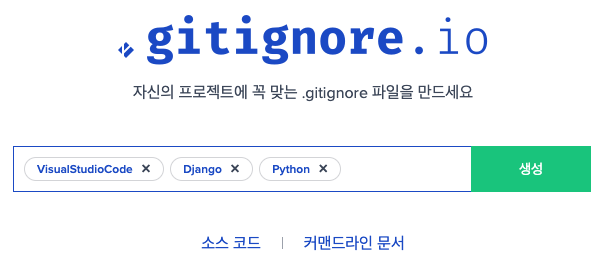 gitignore.io
자신의 프로젝트에 꼭 맞는 .gitignore 파일을 만드세요
VisualStudioCode ✕ Django ✕ Python ✕ 생성
소스 코드 | 커맨드라인 문서